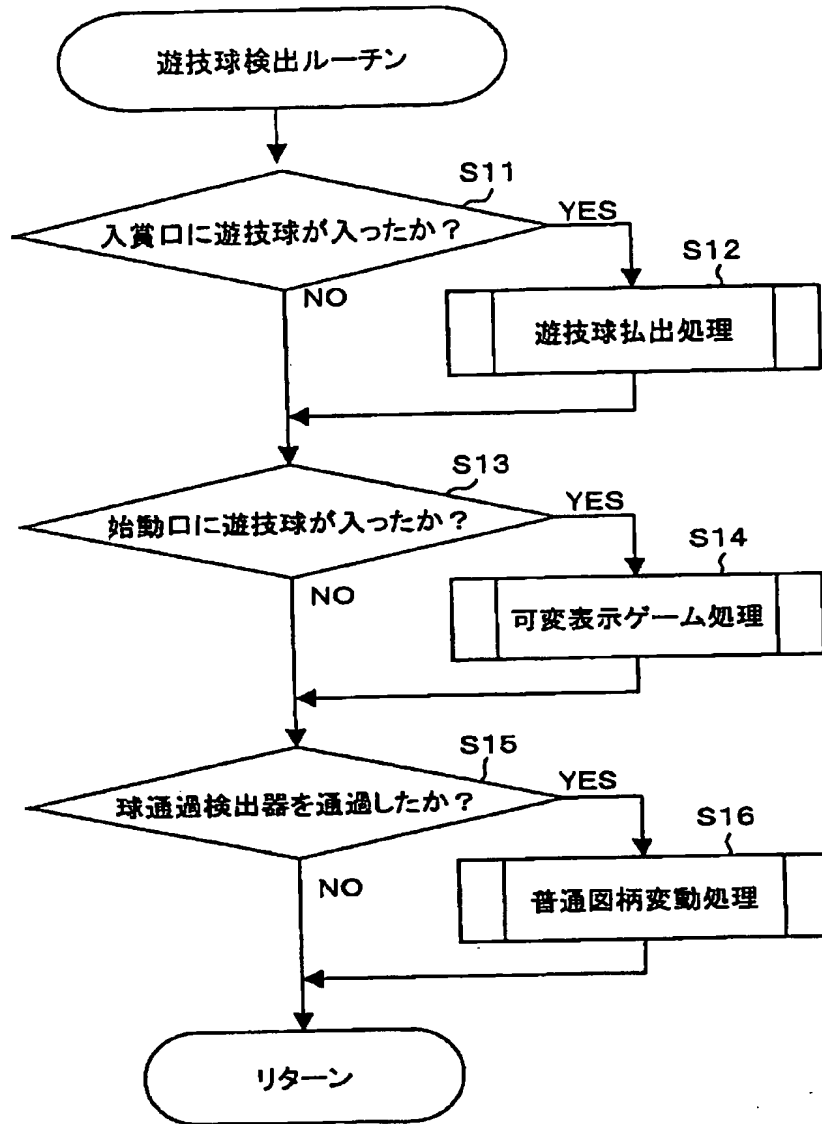 遊技球検出ルーチン
S11
入賞口に遊技球が入ったか？
YES
NO
S12
遊技球払出処理
S13
始動口に遊技球が入ったか？
YES
NO
S14
可変表示ゲーム処理
S15
球通過検出器を通過したか？
YES
NO
S16
普通図柄変動処理
リターン